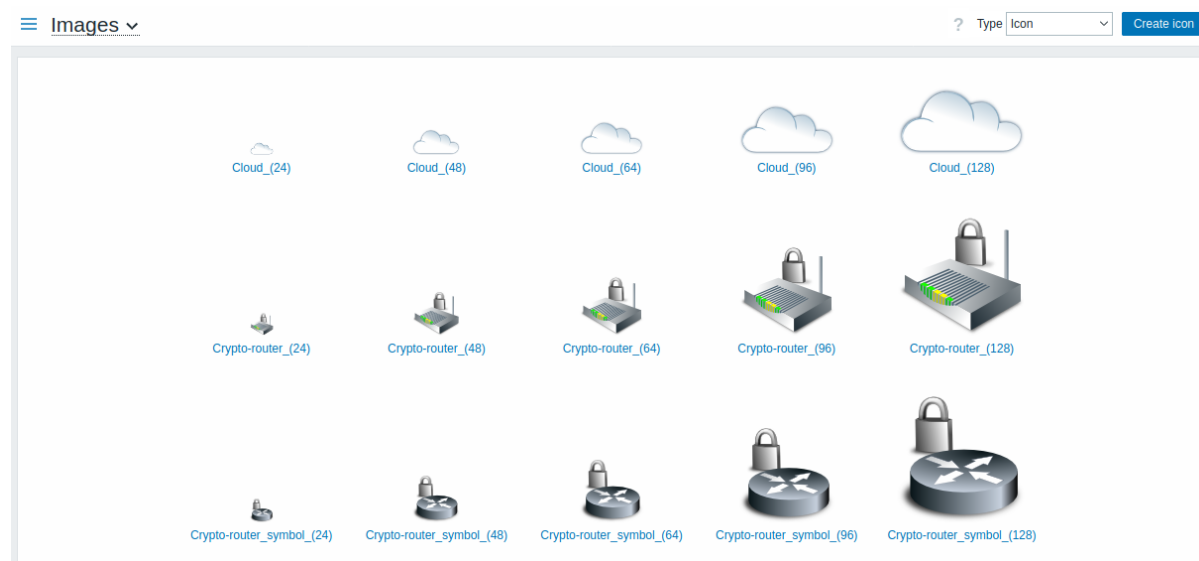 Images
? Type Icon Create icon
Cloud_(24) Cloud_(48) Cloud_(64) Cloud_(96) Cloud_(128)
Crypto-router_(24) Crypto-router_(48) Crypto-router_(64) Crypto-router_(96) Crypto-router_(128)
Crypto-router_symbol_(24) Crypto-router_symbol_(48) Crypto-router_symbol_(64) Crypto-router_symbol_(96) Crypto-router_symbol_(128)